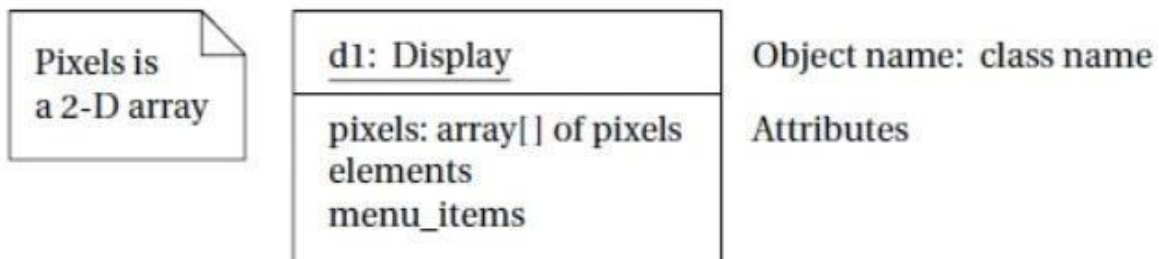 Pixels is
a 2-D array
d1: Display
Object name: class name
pixels: array[] of pixels
elements
menu_items
Attributes